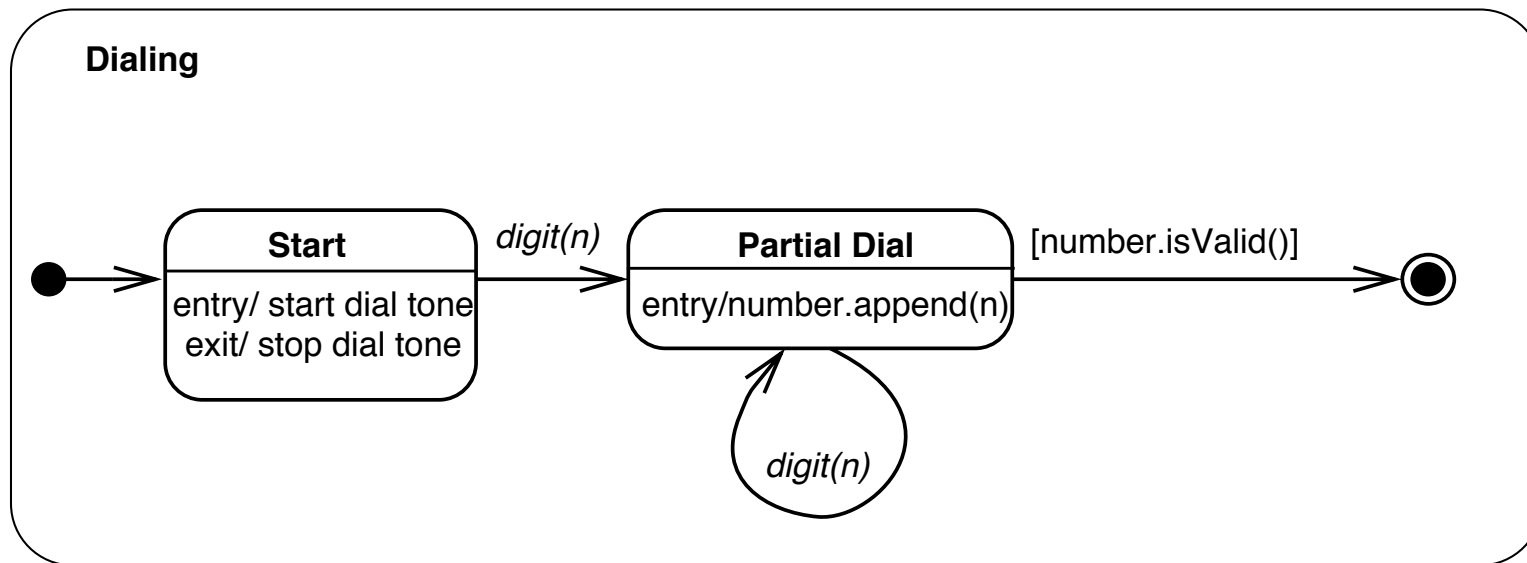 Dialing
Start
entry/ start dial tone
exit/ stop dial tone
digit(n)
Partial Dial
entry/number.append(n)
digit(n)
[number.isValid()]